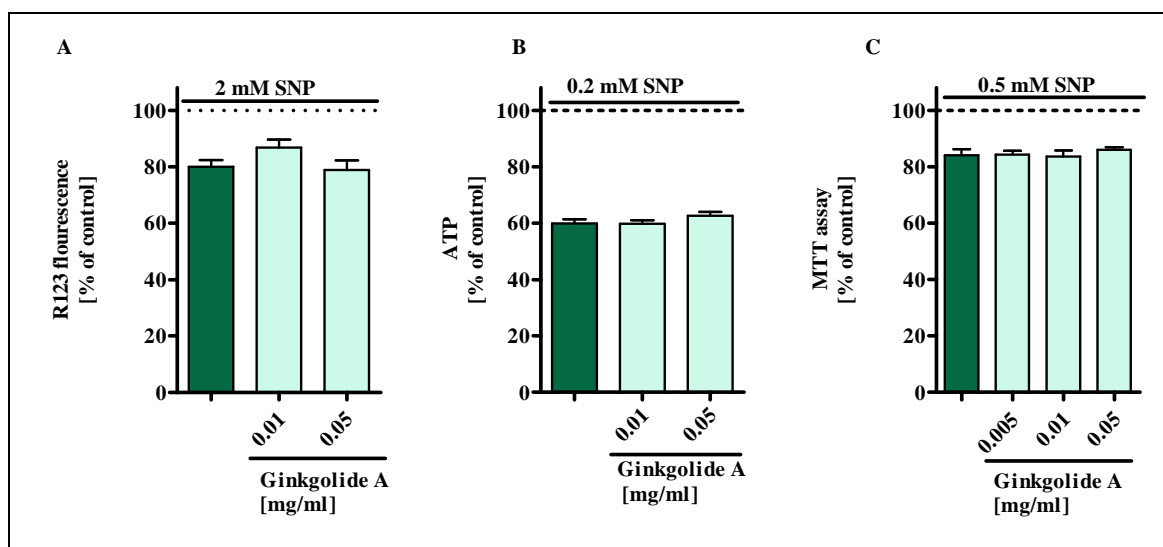 A
2 mM SNP
100
80
60
40
20
0
R123 flourescence
[% of control]
0.01
0.05
Ginkgolide A
[mg/ml]
B
0.2 mM SNP
100
80
60
40
20
0
ATP
[% of control]
0.01
0.05
Ginkgolide A
[mg/ml]
C
0.5 mM SNP
100
80
60
40
20
0
MTT assay
[% of control]
0.005
0.01
0.05
Ginkgolide A
[mg/ml]